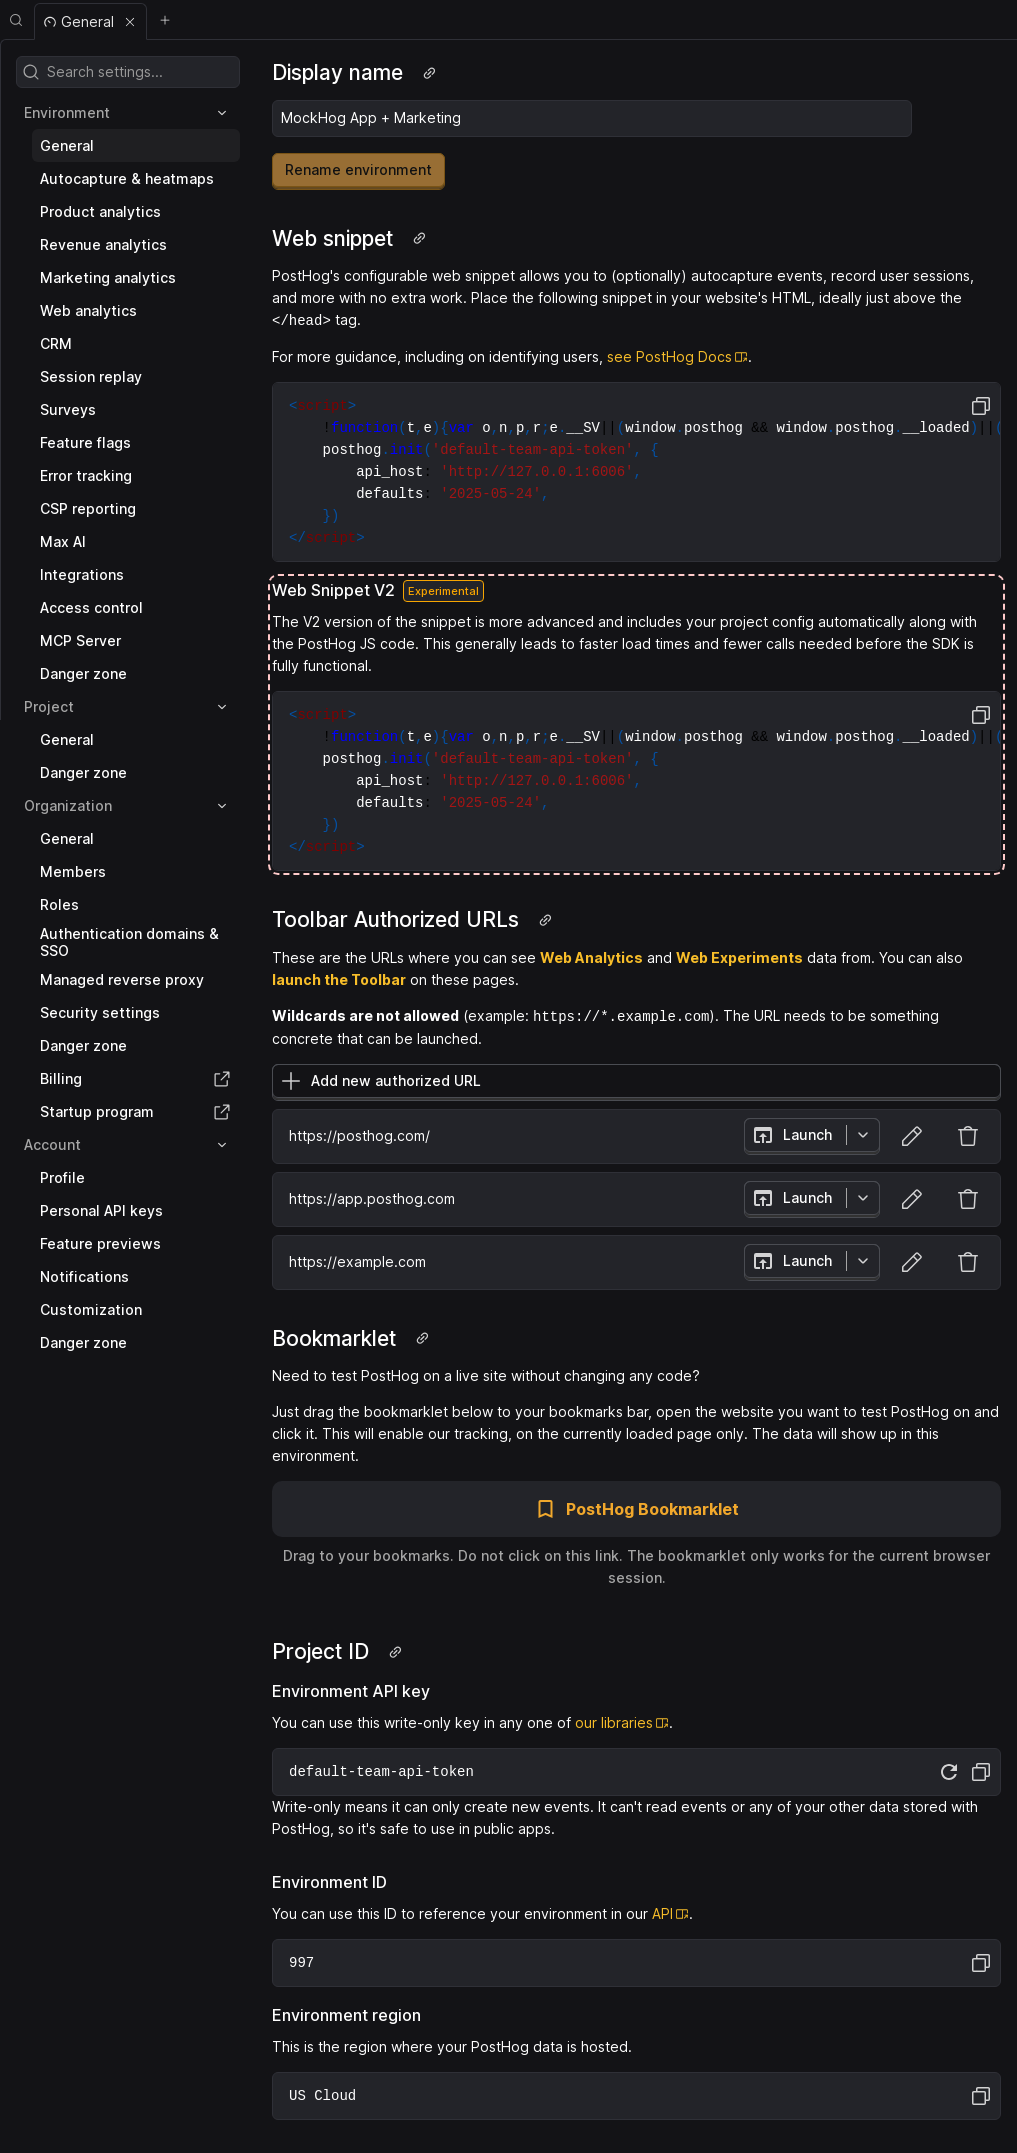 General
Search settings...
Environment
General
Autocapture & heatmaps
Product analytics
Revenue analytics
Marketing analytics
Web analytics
CRM
Session replay
Surveys
Feature flags
Error tracking
CSP reporting
Max AI
Integrations
Access control
MCP Server
Danger zone
Project
General
Danger zone
Organization
General
Members
Roles
Authentication domains &
SSO
Managed reverse proxy
Security settings
Danger zone
Billing
Startup program
Account
Profile
Personal API keys
Feature previews
Notifications
Customization
Danger zone
Display name
MockHog App + Marketing
Rename environment
Web snippet
PostHog's configurable web snippet allows you to (optionally) autocapture events, record user sessions,
and more with no extra work. Place the following snippet in your website's HTML, ideally just above the
</head> tag.
For more guidance, including on identifying users, see PostHog Docs.
<script>
!function(t,e){var o,n,p,r;e.__SV||(window.posthog && window.posthog.__loaded)||(
posthog.init('default-team-api-token', {
api_host: 'http://127.0.0.1:6006',
defaults: '2025-05-24',
})
</script>
Web Snippet V2 Experimental
The V2 version of the snippet is more advanced and includes your project config automatically along with
the PostHog JS code. This generally leads to faster load times and fewer calls needed before the SDK is
fully functional.
<script>
!function(t,e){var o,n,p,r;e.__SV||(window.posthog && window.posthog.__loaded)||(
posthog.init('default-team-api-token', {
api_host: 'http://127.0.0.1:6006',
defaults: '2025-05-24',
})
</script>
Toolbar Authorized URLs
These are the URLs where you can see Web Analytics and Web Experiments data from. You can also
launch the Toolbar on these pages.
Wildcards are not allowed (example: https://*.example.com). The URL needs to be something
concrete that can be launched.
Add new authorized URL
https://posthog.com/ Launch
https://app.posthog.com Launch
https://example.com Launch
Bookmarklet
Need to test PostHog on a live site without changing any code?
Just drag the bookmarklet below to your bookmarks bar, open the website you want to test PostHog on and
click it. This will enable our tracking, on the currently loaded page only. The data will show up in this
environment.
PostHog Bookmarklet
Drag to your bookmarks. Do not click on this link. The bookmarklet only works for the current browser
session.
Project ID
Environment API key
You can use this write-only key in any one of our libraries.
default-team-api-token
Write-only means it can only create new events. It can't read events or any of your other data stored with
PostHog, so it's safe to use in public apps.
Environment ID
You can use this ID to reference your environment in our API.
997
Environment region
This is the region where your PostHog data is hosted.
US Cloud